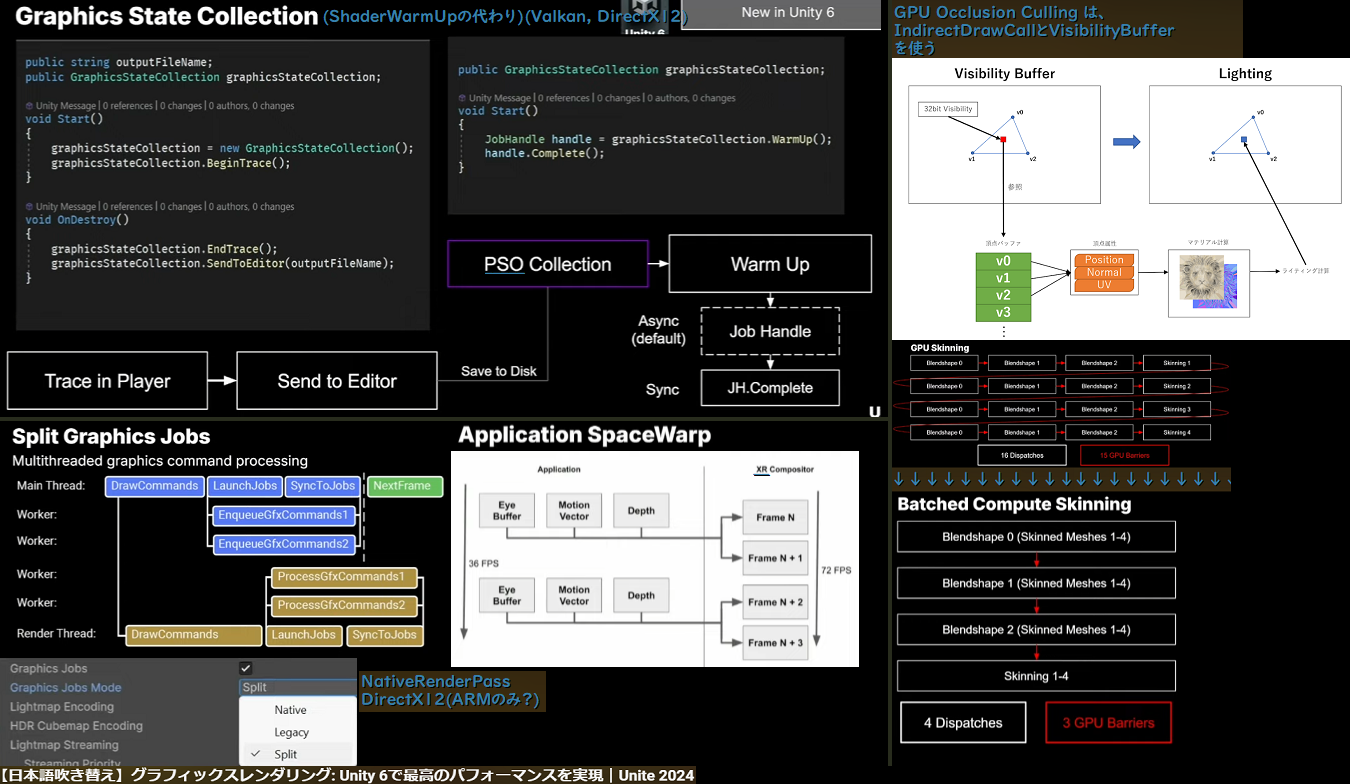 Graphics State Collection (ShaderWarmUpの代わり)(Valkan, DirectX12)
Unity 6
New in Unity 6
public string outputFileName;
public GraphicsStateCollection graphicsStateCollection;
Unity Message | 0 references | 0 changes | 0 authors, 0 changes
void Start()
{
graphicsStateCollection = new GraphicsStateCollection();
graphicsStateCollection.BeginTrace();
}
Unity Message | 0 references | 0 changes | 0 authors, 0 changes
void OnDestroy()
{
graphicsStateCollection.EndTrace();
graphicsStateCollection.SendToEditor(outputFileName);
}
public GraphicsStateCollection graphicsStateCollection;
Unity Message | 0 references | 0 changes | 0 authors, 0 changes
void Start()
{
JobHandle handle = graphicsStateCollection.WarmUp();
handle.Complete();
}
PSO Collection
Warm Up
Async
(default)
Job Handle
Sync
JH.Complete
Trace in Player
Send to Editor
Save to Disk
U
GPU Occlusion Culling は、
IndirectDrawCallとVisibilityBuffer
を使う
Visibility Buffer
Lighting
32bit Visibility
v0
v1
v2
v0
v1
v2
参照
頂点バッファ
頂点属性
マテリアル計算
v0
v1
v2
v3
⋮
Position
Normal
UV
ライティング計算
GPU Skinning
Blendshape 0
Blendshape 1
Blendshape 2
Skinning 1
Blendshape 0
Blendshape 1
Blendshape 2
Skinning 2
Blendshape 0
Blendshape 1
Blendshape 2
Skinning 3
Blendshape 0
Blendshape 1
Blendshape 2
Skinning 4
16 Dispatches
15 GPU Barriers
↓↓↓↓↓↓↓↓↓↓↓↓↓↓↓↓↓↓
Batched Compute Skinning
Blendshape 0 (Skinned Meshes 1-4)
Blendshape 1 (Skinned Meshes 1-4)
Blendshape 2 (Skinned Meshes 1-4)
Skinning 1-4
4 Dispatches
3 GPU Barriers
Split Graphics Jobs
Multithreaded graphics command processing
Main Thread:
DrawCommands
LaunchJobs
SyncToJobs
NextFrame
Worker:
EnqueueGfxCommands1
Worker:
EnqueueGfxCommands2
Worker:
ProcessGfxCommands1
Worker:
ProcessGfxCommands2
Render Thread:
DrawCommands
LaunchJobs
SyncToJobs
Graphics Jobs
Graphics Jobs Mode
Split
Lightmap Encoding
Native
HDR Cubemap Encoding
Legacy
Lightmap Streaming
Split
Streaming Priority
NativeRenderPass
DirectX12(ARMのみ?)
Application SpaceWarp
Application
XR Compositor
Eye
Buffer
Motion
Vector
Depth
Frame N
36 FPS
Frame N + 1
72 FPS
Eye
Buffer
Motion
Vector
Depth
Frame N + 2
Frame N + 3
【日本語吹き替え】グラフィックスレンダリング: Unity 6で最高のパフォーマンスを実現 | Unite 2024